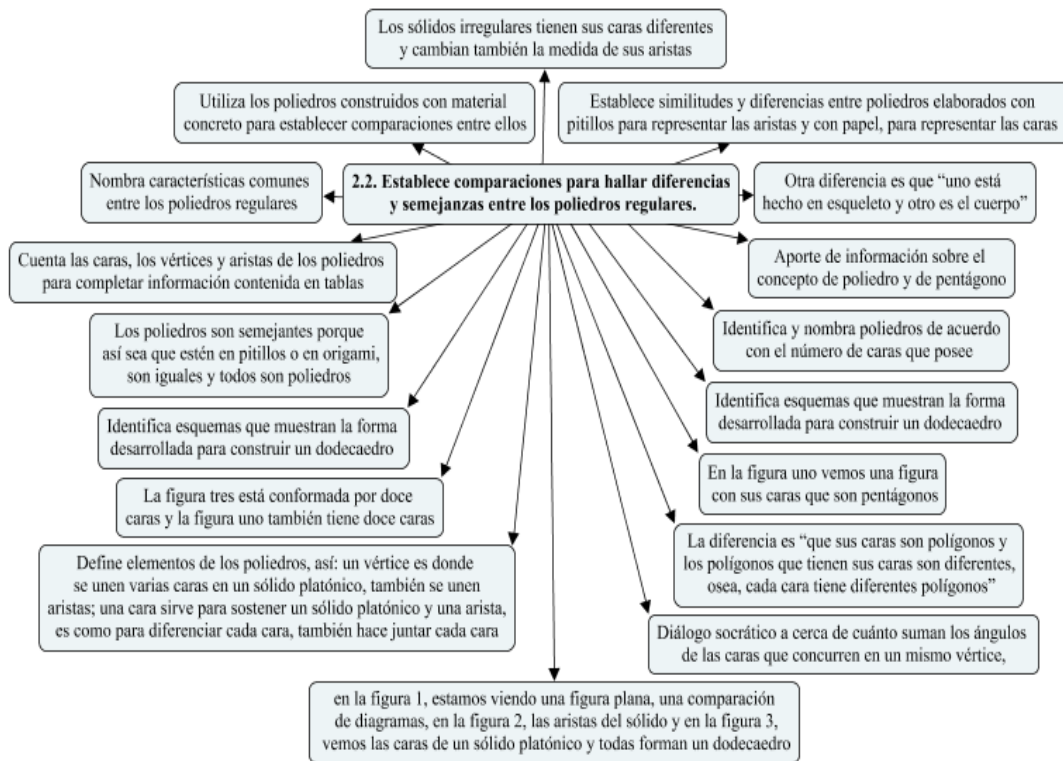 Los sólidos irregulares tienen sus caras diferentes
y cambian también la medida de sus aristas
Utiliza los poliedros construidos con material
concreto para establecer comparaciones entre ellos
Establece similitudes y diferencias entre poliedros elaborados con
pitillos para representar las aristas y con papel, para representar las caras
Nombra características comunes
entre los poliedros regulares
2.2. Establece comparaciones para hallar diferencias
y semejanzas entre los poliedros regulares.
Otra diferencia es que “uno está
hecho en esqueleto y otro es el cuerpo”
Cuenta las caras, los vértices y aristas de los poliedros
para completar información contenida en tablas
Aporte de información sobre el
concepto de poliedro y de pentágono
Los poliedros son semejantes porque
así sea que estén en pitillos o en origami,
son iguales y todos son poliedros
Identifica y nombra poliedros de acuerdo
con el número de caras que posee
Identifica esquemas que muestran la forma
desarrollada para construir un dodecaedro
Identifica esquemas que muestran la forma
desarrollada para construir un dodecaedro
En la figura uno vemos una figura
con sus caras que son pentágonos
La figura tres está conformada por doce
caras y la figura uno también tiene doce caras
La diferencia es “que sus caras son polígonos y
los polígonos que tienen sus caras son diferentes,
osea, cada cara tiene diferentes polígonos”
Define elementos de los poliedros, así: un vértice es donde
se unen varias caras en un sólido platónico, también se unen
aristas; una cara sirve para sostener un sólido platónico y una arista,
es como para diferenciar cada cara, también hace juntar cada cara
Diálogo socrático a cerca de cuánto suman los ángulos
de las caras que concurren en un mismo vértice,
en la figura 1, estamos viendo una figura plana, una comparación
de diagramas, en la figura 2, las aristas del sólido y en la figura 3,
vemos las caras de un sólido platónico y todas forman un dodecaedro